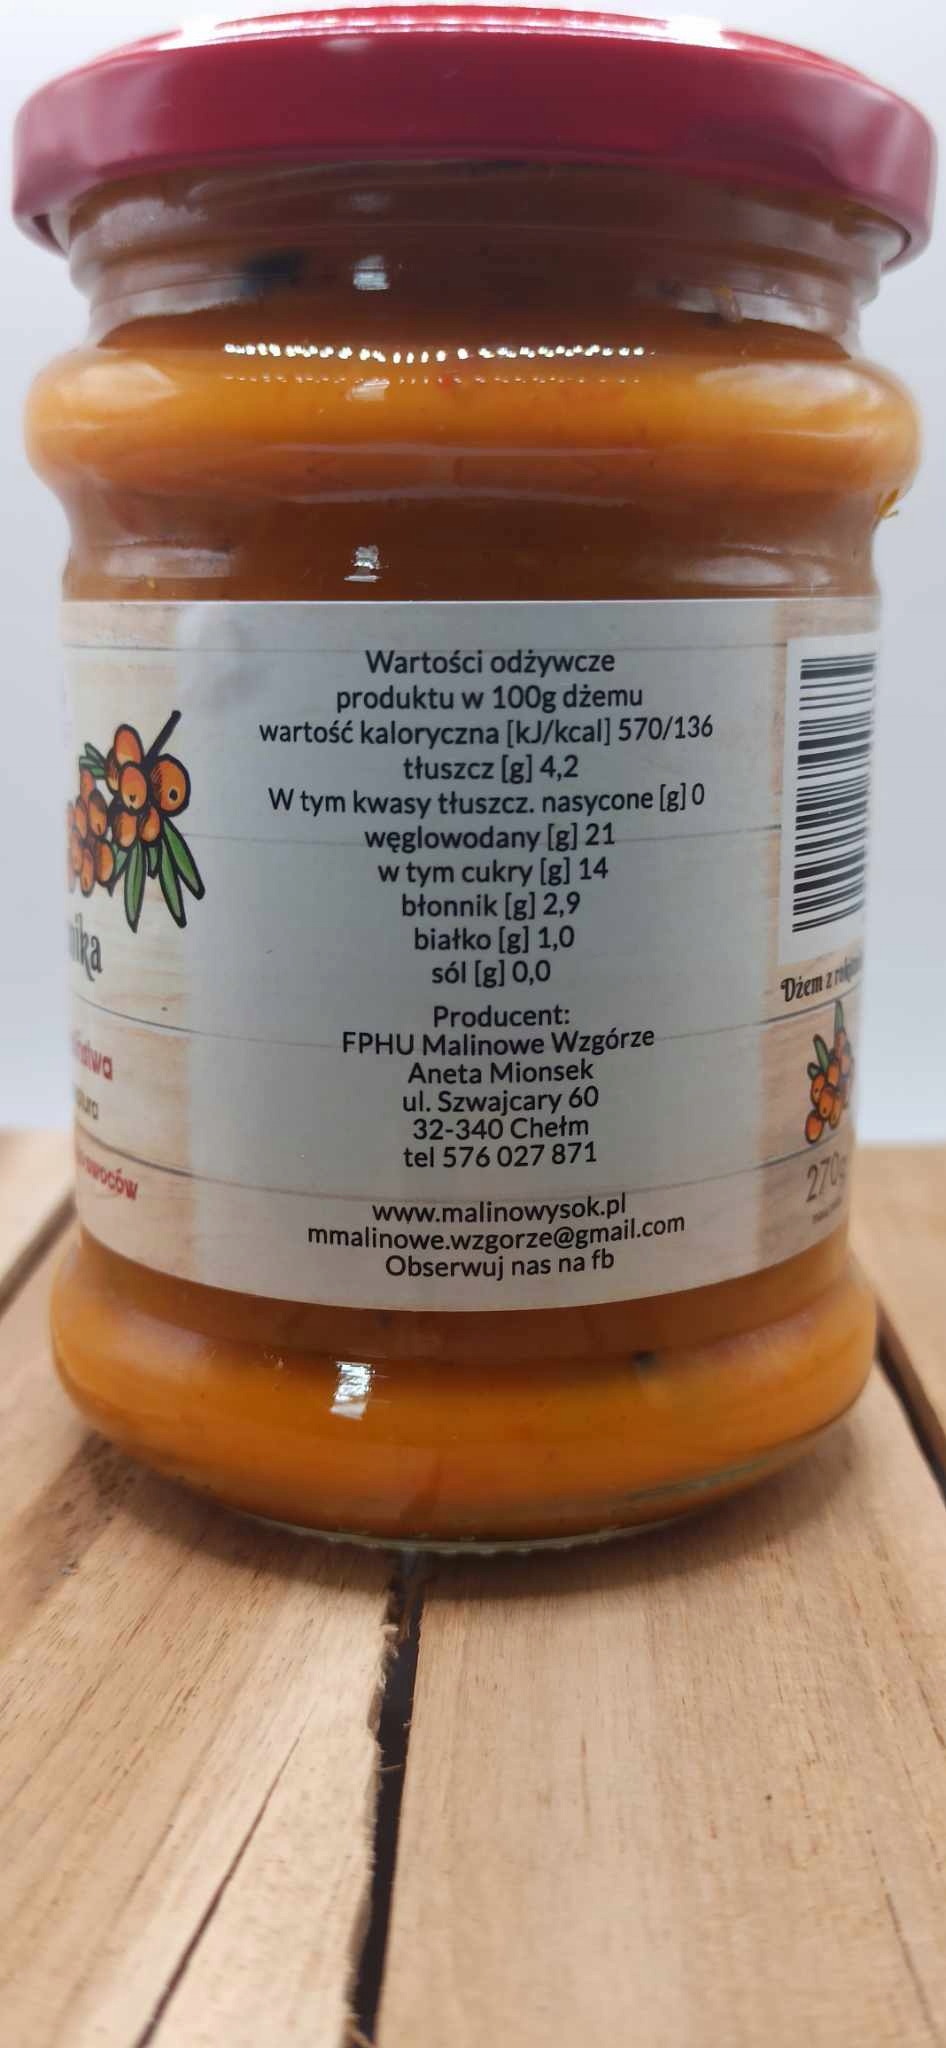 Wartości odżywcze
produktu w 100g dżemu
wartość kaloryczna [kJ/kcal] 570/136
tłuszcz [g] 4,2
W tym kwasy tłuszcz. nasycone [g] 0
węglowodany [g] 21
w tym cukry [g] 14
błonnik [g] 2,9
białko [g] 1,0
sól [g] 0,0
Producent:
FPHU Malinowe Wzgórze
Aneta Mionsek
ul. Szwajcary 60
32-340 Chełm
tel 576 027 871
www.malinowysok.pl
mmalinowe.wzgorze@gmail.com
Obserwuj nas na fb
owoców
Dżem z
270g